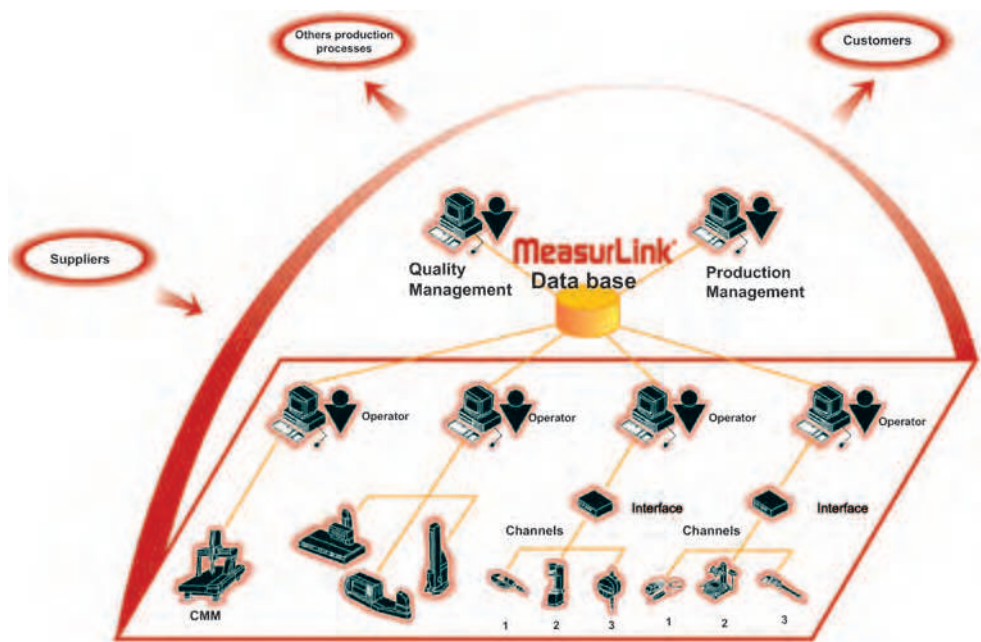 Others production
processes
Customers
Suppliers
MeasurLink®
Data base
Quality
Management
Production
Management
Operator
Operator
Operator
Operator
Interface
Interface
Channels
Channels
CMM
1
2
3
1
2
3